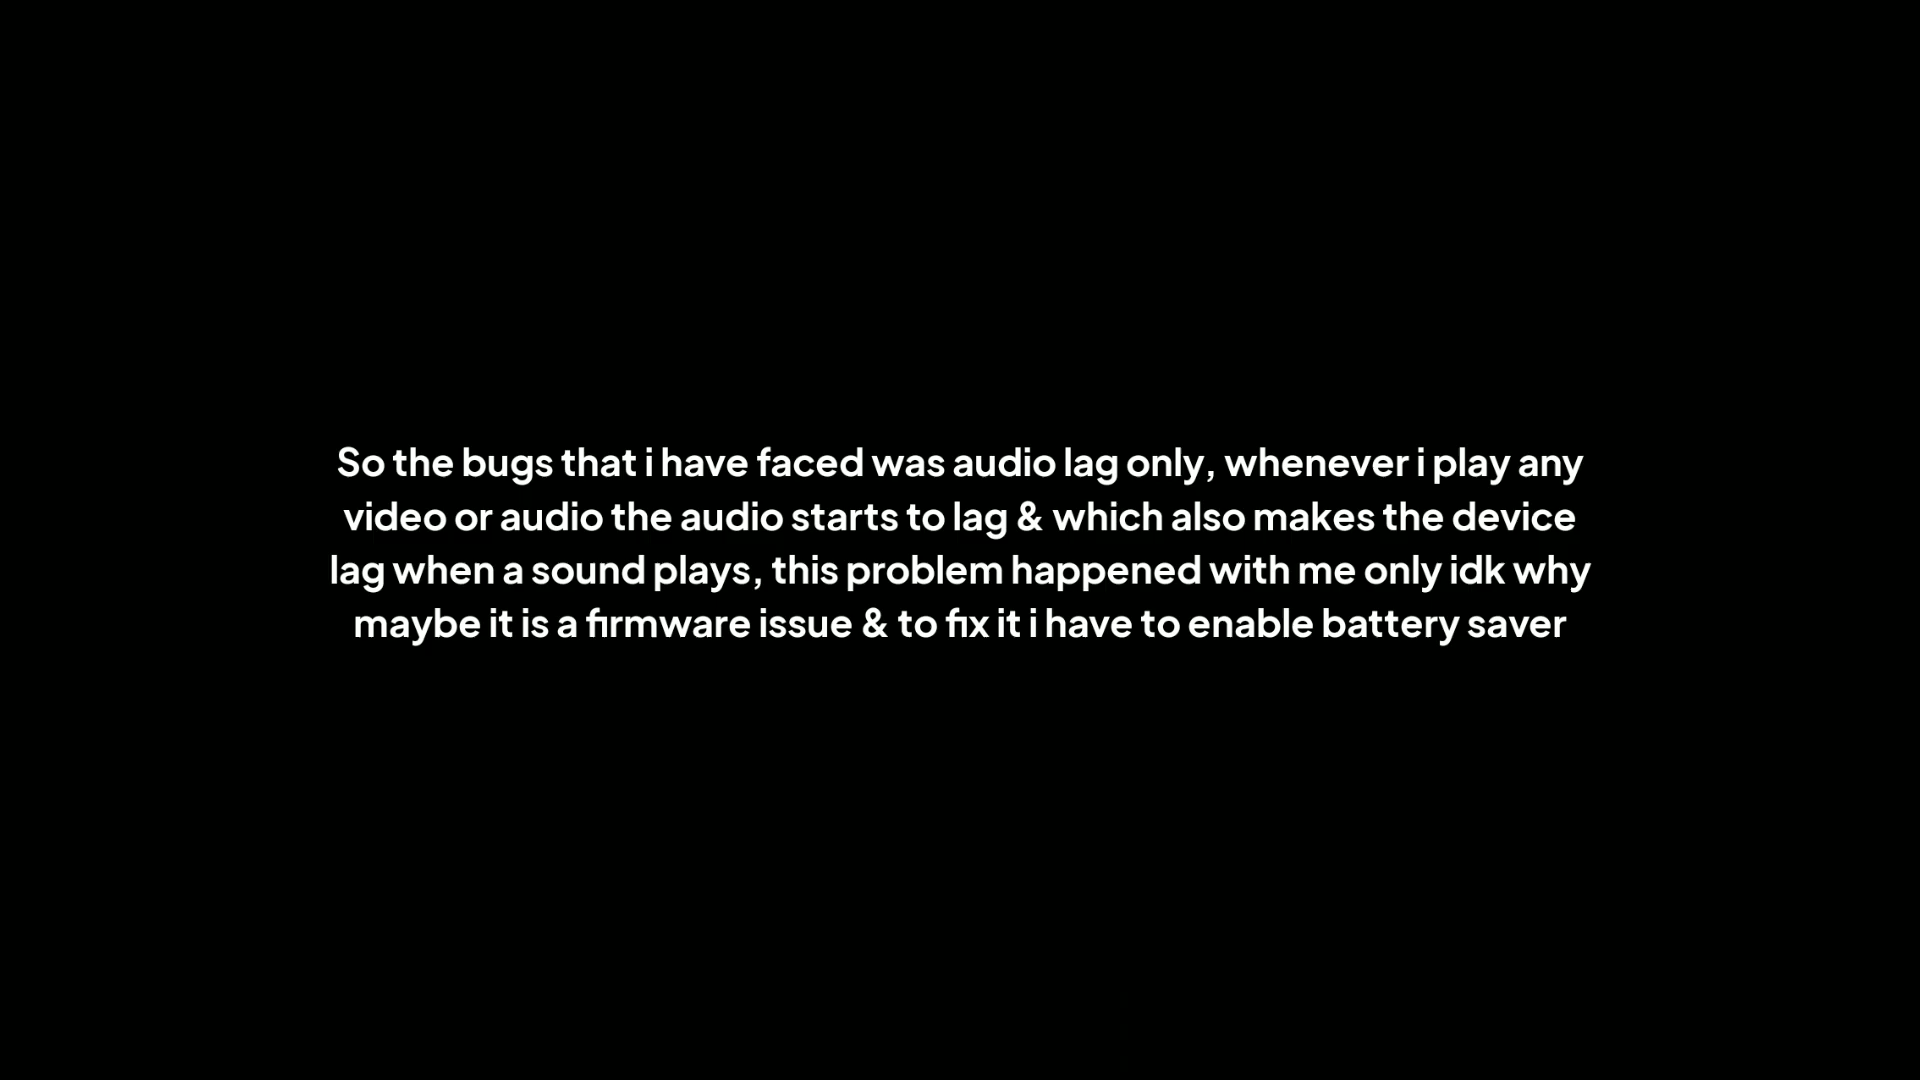 So the bugs that i have faced was audio lag only, whenever i play any
video or audio the audio starts to lag & which also makes the device
lag when a sound plays, this problem happened with me only idk why
maybe it is a firmware issue & to fix it i have to enable battery saver